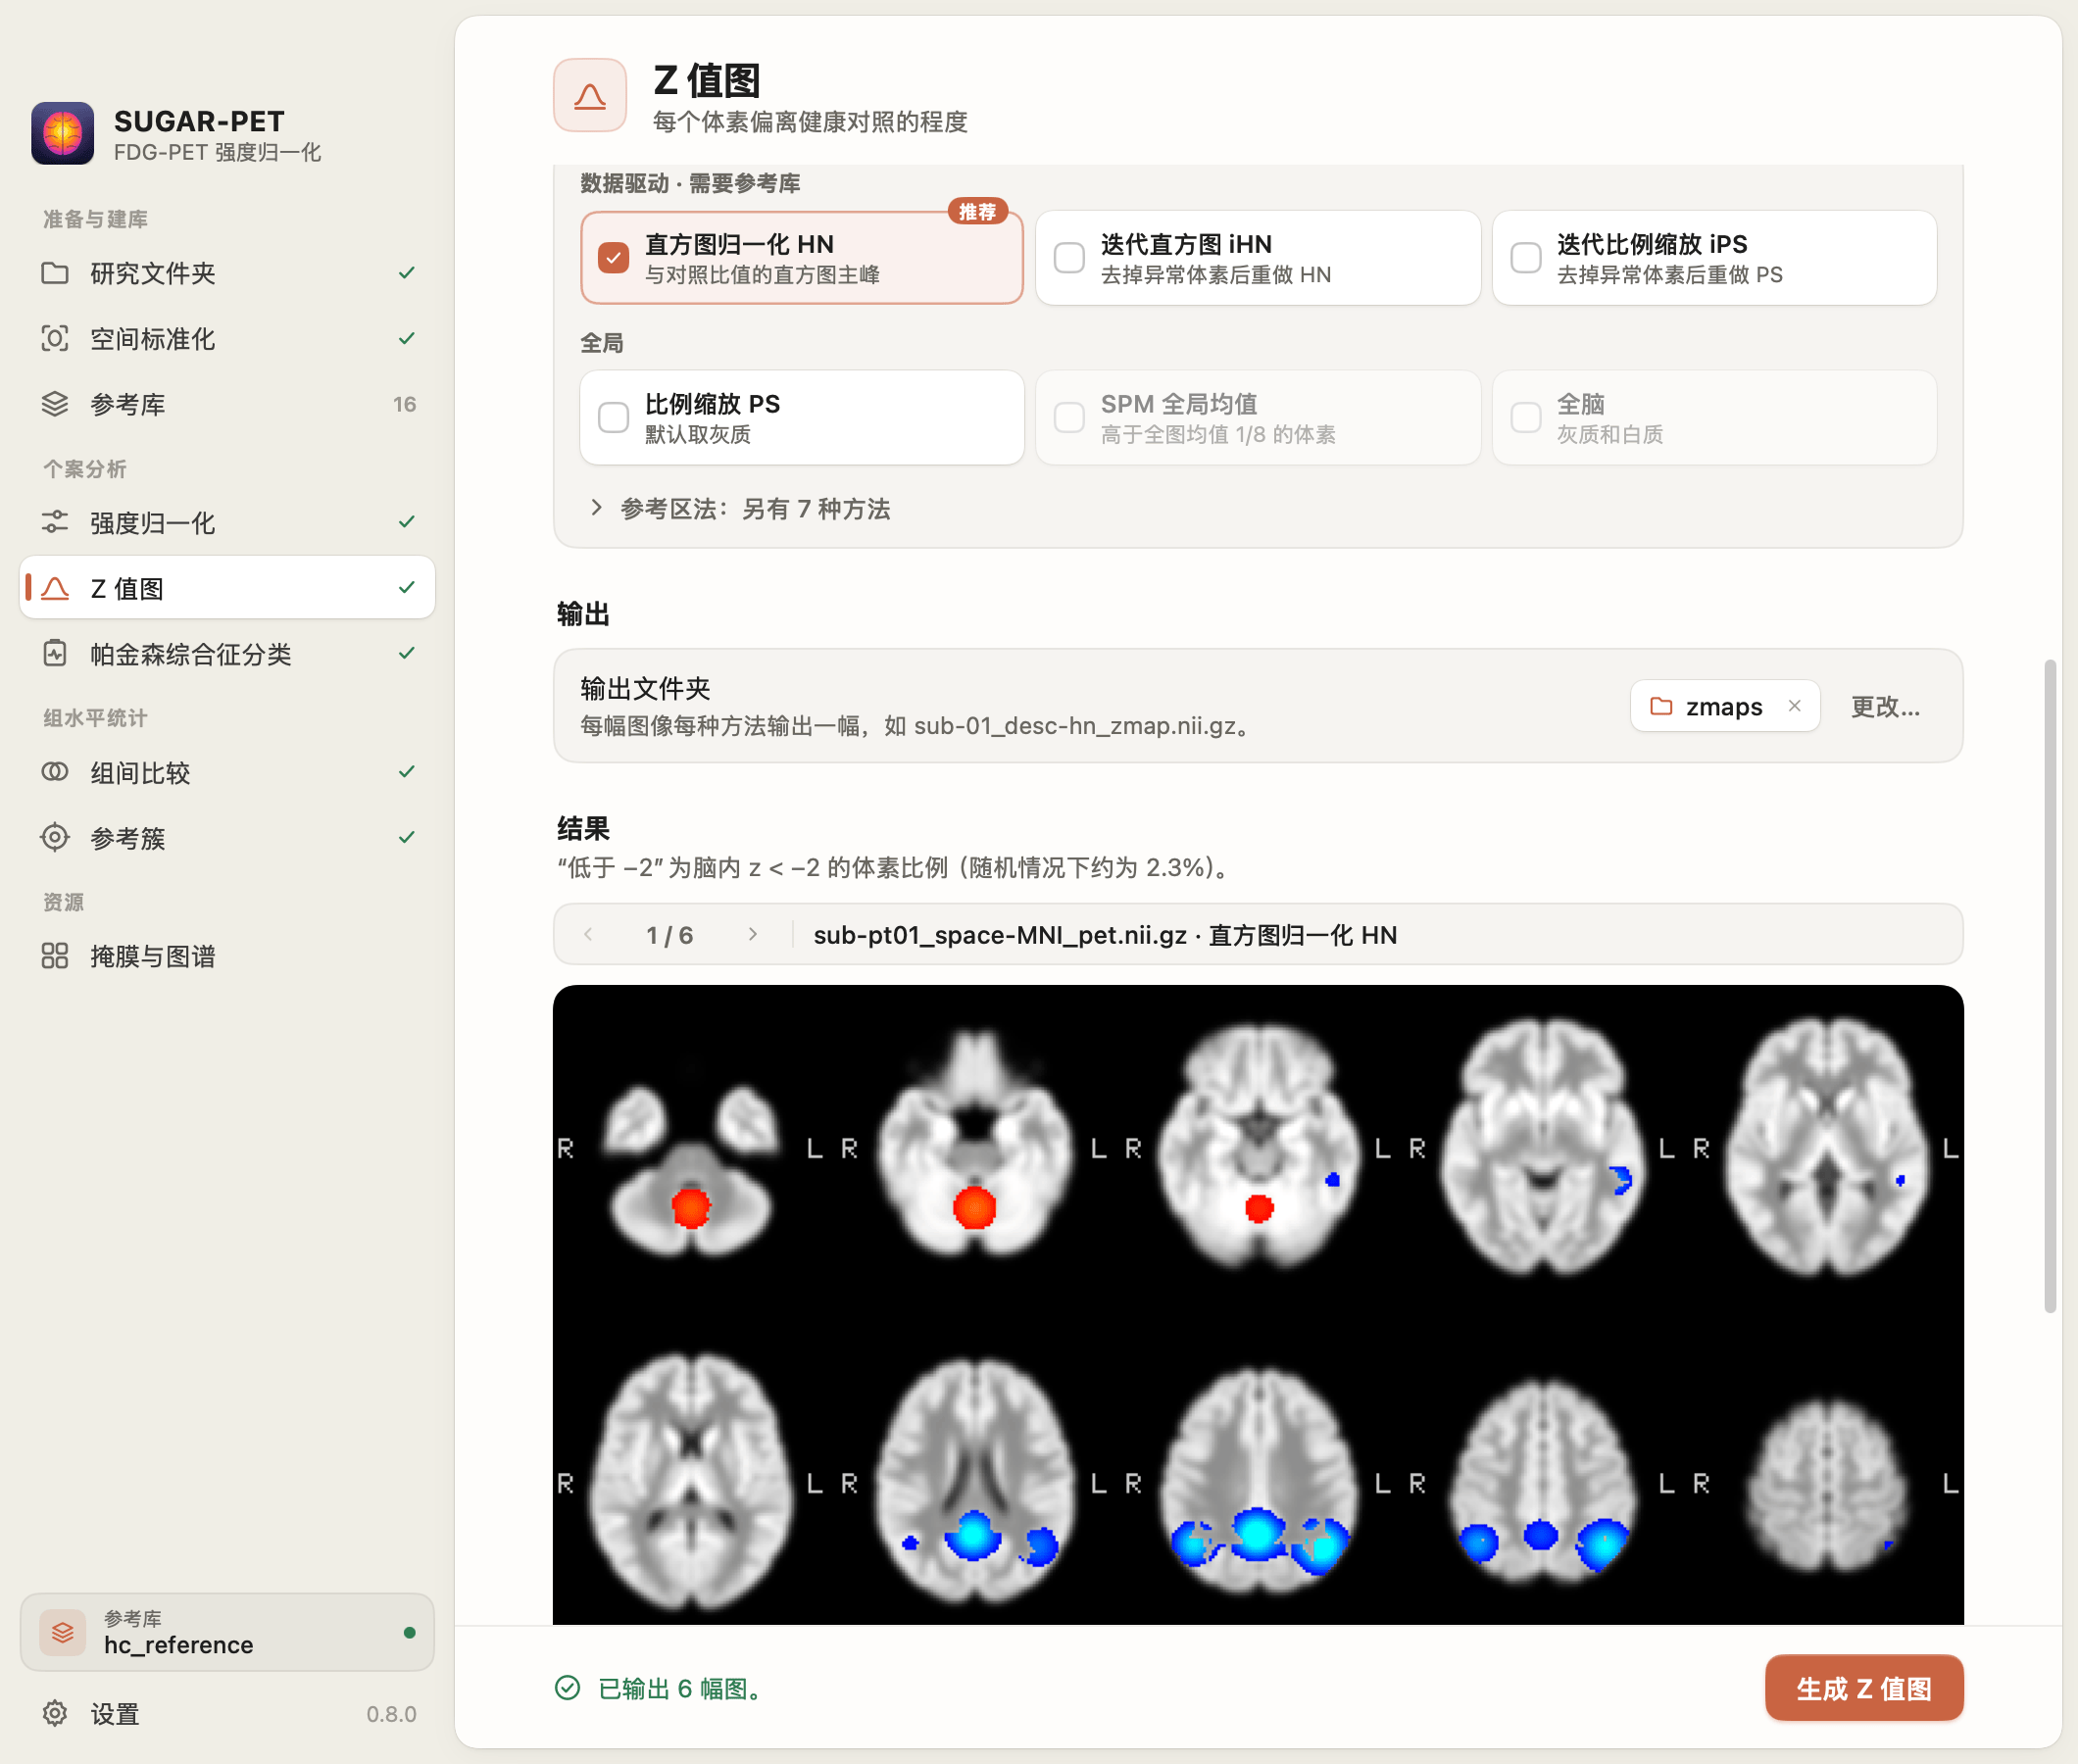 SUGAR-PET
FDG-PET 强度归一化
准备与建库
研究文件夹
空间标准化
参考库
16
个案分析
强度归一化
Z 值图
帕金森综合征分类
组水平统计
组间比较
参考簇
资源
掩膜与图谱
参考库
hc_reference
设置
0.8.0
Z 值图
每个体素偏离健康对照的程度
数据驱动 · 需要参考库
推荐
直方图归一化 HN
与对照比值的直方图主峰
迭代直方图 iHN
去掉异常体素后重做 HN
迭代比例缩放 iPS
去掉异常体素后重做 PS
全局
比例缩放 PS
默认取灰质
SPM 全局均值
高于全图均值 1/8 的体素
全脑
灰质和白质
参考区法：另有 7 种方法
输出
输出文件夹
每幅图像每种方法输出一幅，如 sub-01_desc-hn_zmap.nii.gz。
zmaps
更改...
结果
“低于 −2” 为脑内 z < −2 的体素比例（随机情况下约为 2.3%）。
1 / 6
sub-pt01_space-MNI_pet.nii.gz · 直方图归一化 HN
R L R L R L R L R L
R L R L R L R L R L
已输出 6 幅图。
生成 Z 值图